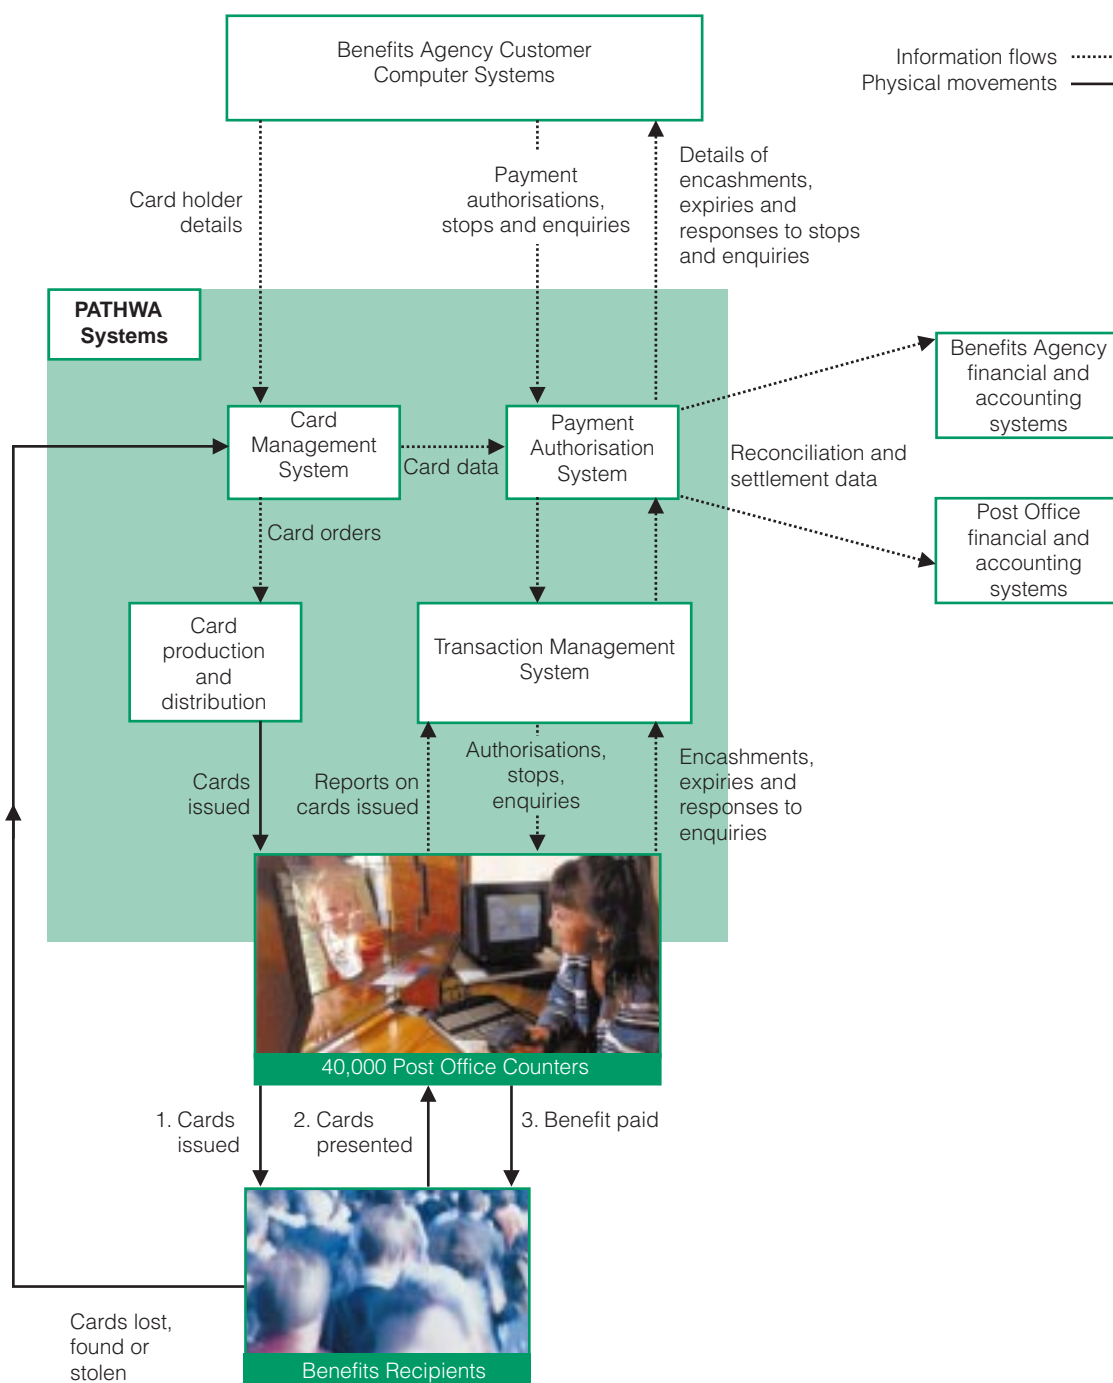 Benefits Agency Customer
Computer Systems
Information flows
Physical movements
Card holder
details
Payment
authorisations,
stops and enquiries
Details of
encashments,
expiries and
responses to stops
and enquiries
PATHWA
Systems
Card
Management
System
Card data
Payment
Authorisation
System
Benefits Agency
financial and
accounting
systems
Reconciliation and
settlement data
Post Office
financial and
accounting
systems
Card orders
Card
production
and
distribution
Transaction Management
System
Cards
issued
Reports on
cards issued
Authorisations,
stops,
enquiries
Encashments,
expiries and
responses to
enquiries
40,000 Post Office Counters
1. Cards
issued
2. Cards
presented
3. Benefit paid
Cards lost,
found or
stolen
Benefits Recipients